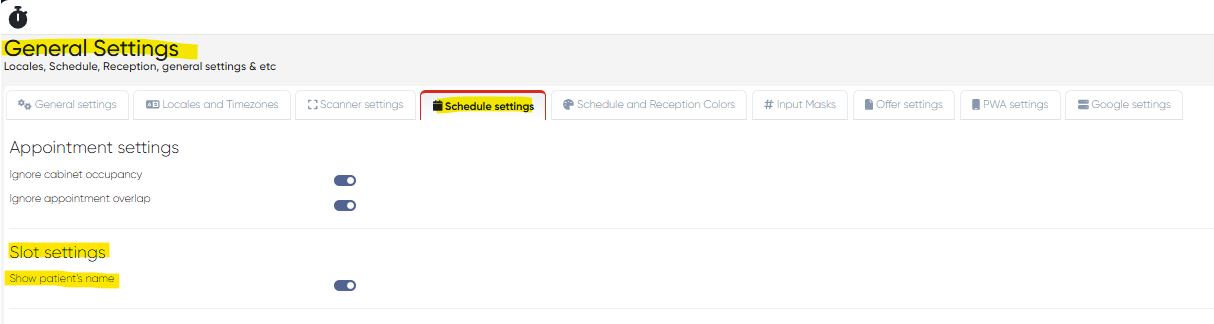 General Settings
Locales, Schedule, Reception, general settings & etc
General settings Locales and Timezones Scanner settings Schedule settings Schedule and Reception Colors Input Masks Offer settings PWA settings Google settings
Appointment settings
Ignore cabinet occupancy
Ignore appointment overlap
Slot settings
Show patient's name